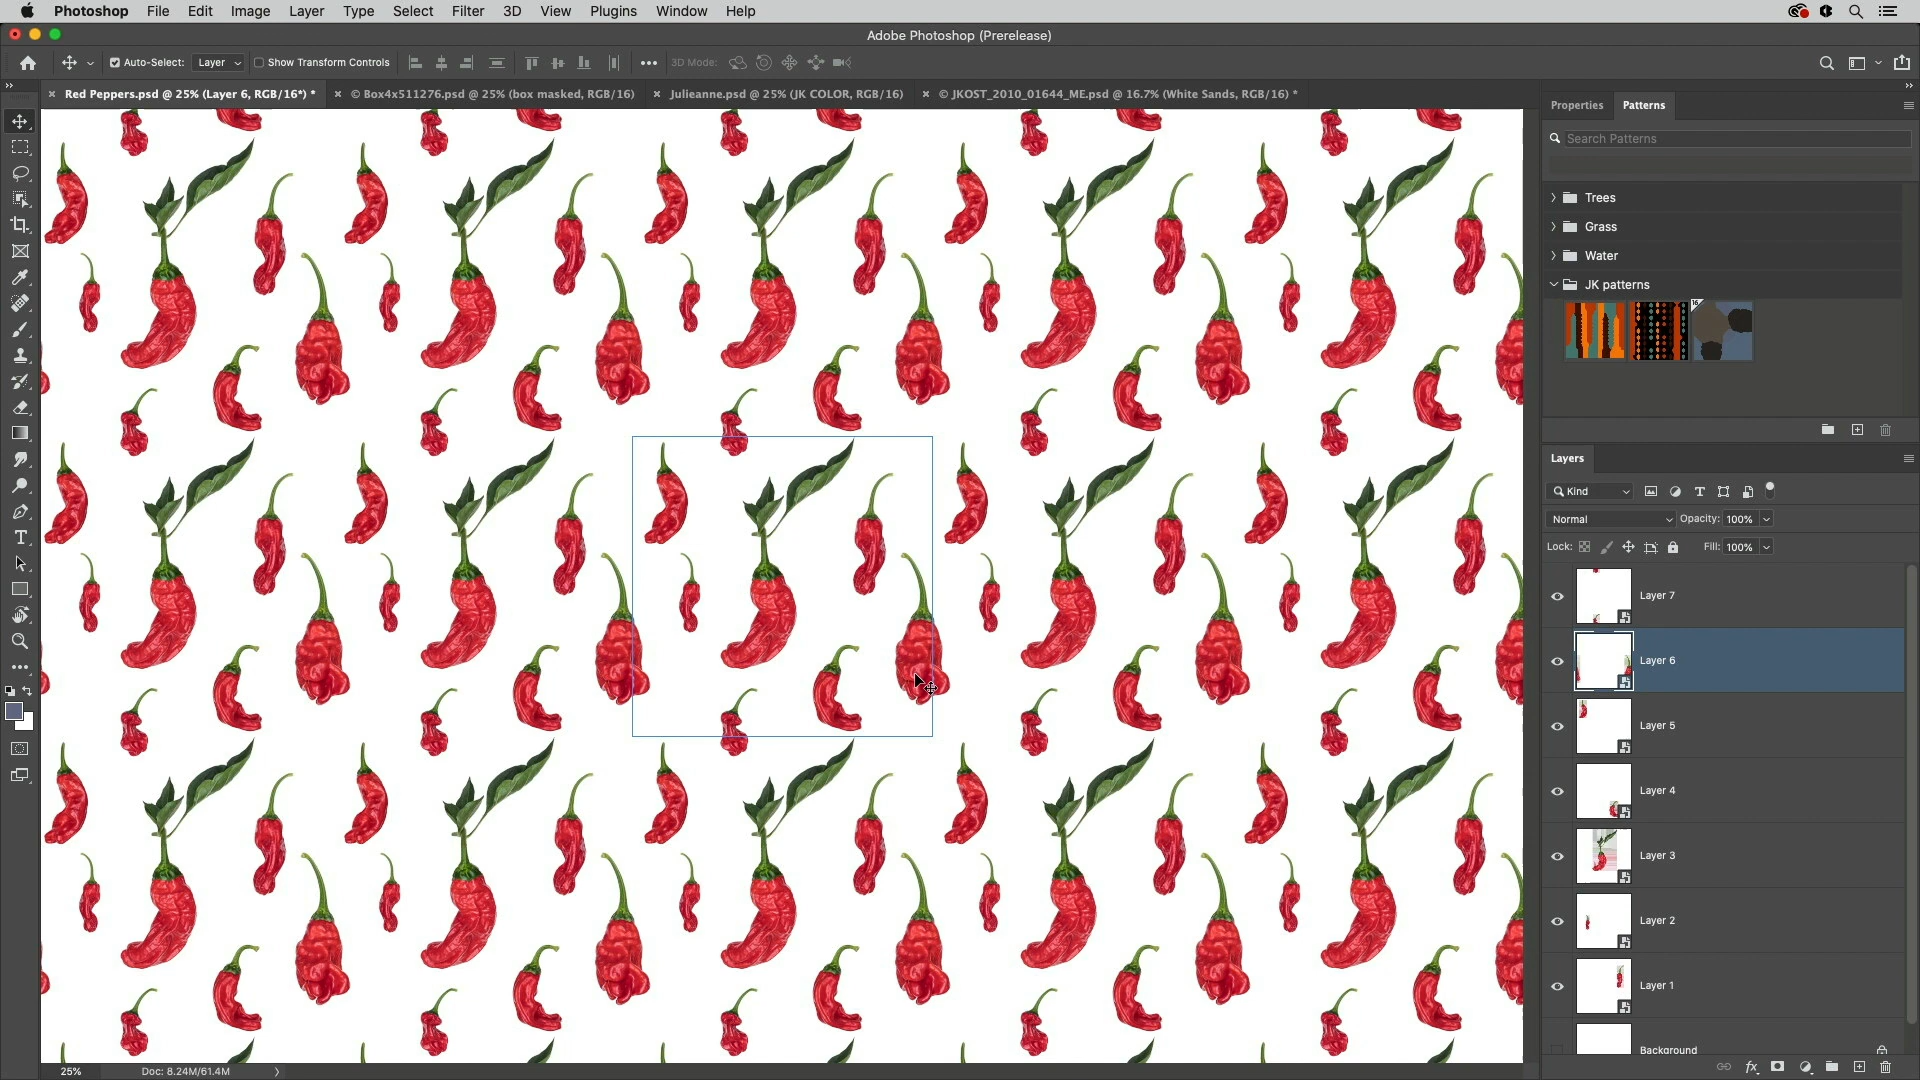 Photoshop File Edit Image Layer Type Select Filter 3D View Plugins Window Help
Adobe Photoshop (Prerelease)
Auto-Select: Layer Show Transform Controls 3D Mode:
Red Peppers.psd @ 25% (Layer 6, RGB/16*) * © Box4x511276.psd @ 25% (box masked, RGB/16) Julieanne.psd @ 25% (JK COLOR, RGB/16) © JKOST_2010_01644_ME.psd @ 16.7% (White Sands, RGB/16) *
Properties Patterns
Search Patterns
Trees
Grass
Water
JK patterns
Layers
Kind
Normal Opacity: 100%
Lock: Fill: 100%
Layer 7
Layer 6
Layer 5
Layer 4
Layer 3
Layer 2
Layer 1
Background
25% Doc: 8.24M/61.4M